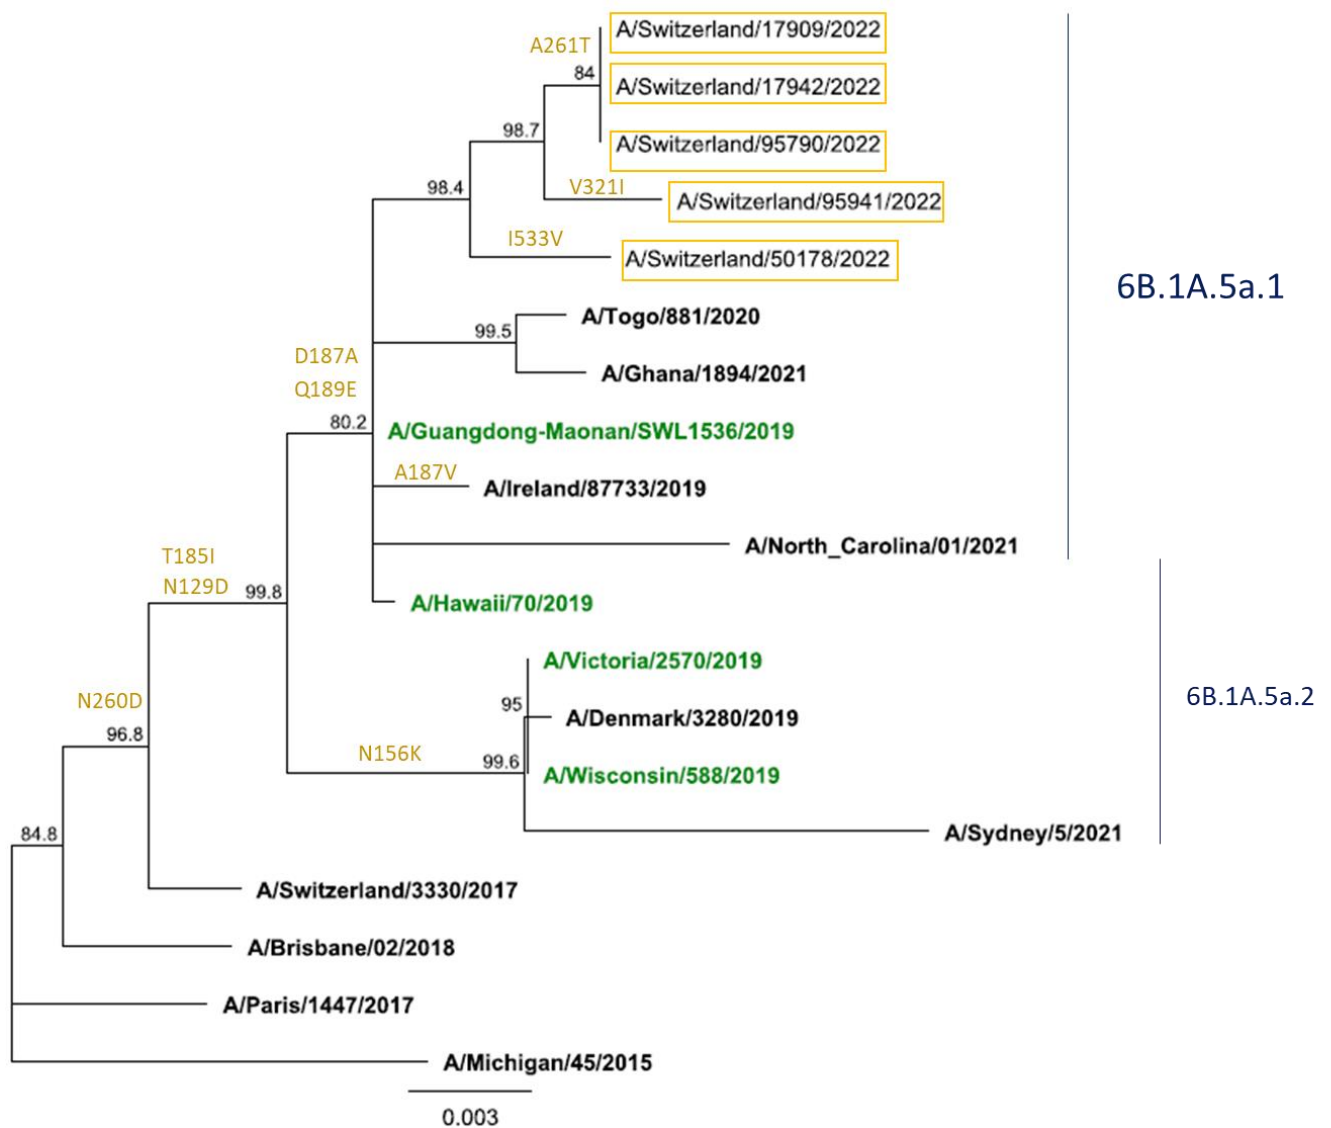 A/Switzerland/17909/2022
A261T
84
A/Switzerland/17942/2022
98.7
A/Switzerland/95790/2022
98.4
V321I
A/Switzerland/95941/2022
I533V
A/Switzerland/50178/2022
6B.1A.5a.1
A/Togo/881/2020
99.5
D187A
A/Ghana/1894/2021
Q189E
80.2
A/Guangdong-Maonan/SWL1536/2019
A187V
A/Ireland/87733/2019
A/North_Carolina/01/2021
T185I
N129D
99.8
A/Hawaii/70/2019
A/Victoria/2570/2019
N260D
95
6B.1A.5a.2
A/Denmark/3280/2019
96.8
N156K
99.6
A/Wisconsin/588/2019
84.8
A/Sydney/5/2021
A/Switzerland/3330/2017
A/Brisbane/02/2018
A/Paris/1447/2017
A/Michigan/45/2015
0.003